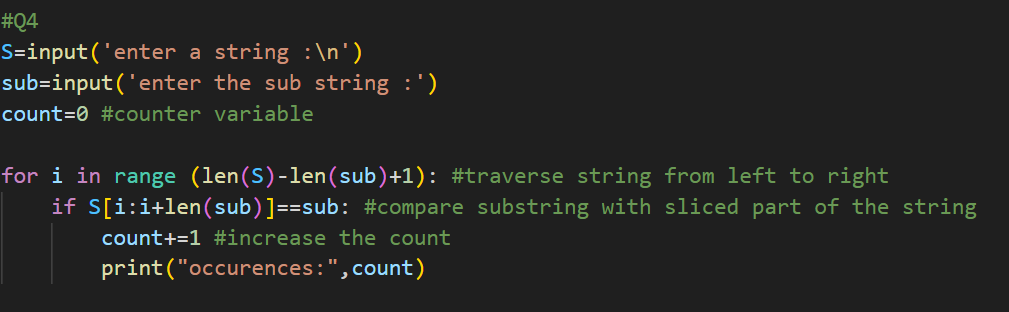 #Q4
S=input('enter a string :\n')
sub=input('enter the sub string :')
count=0 #counter variable
for i in range (len(S)-len(sub)+1): #traverse string from left to right
if S[i:i+len(sub)]==sub: #compare substring with sliced part of the string
count+=1 #increase the count
print("occurences:",count)